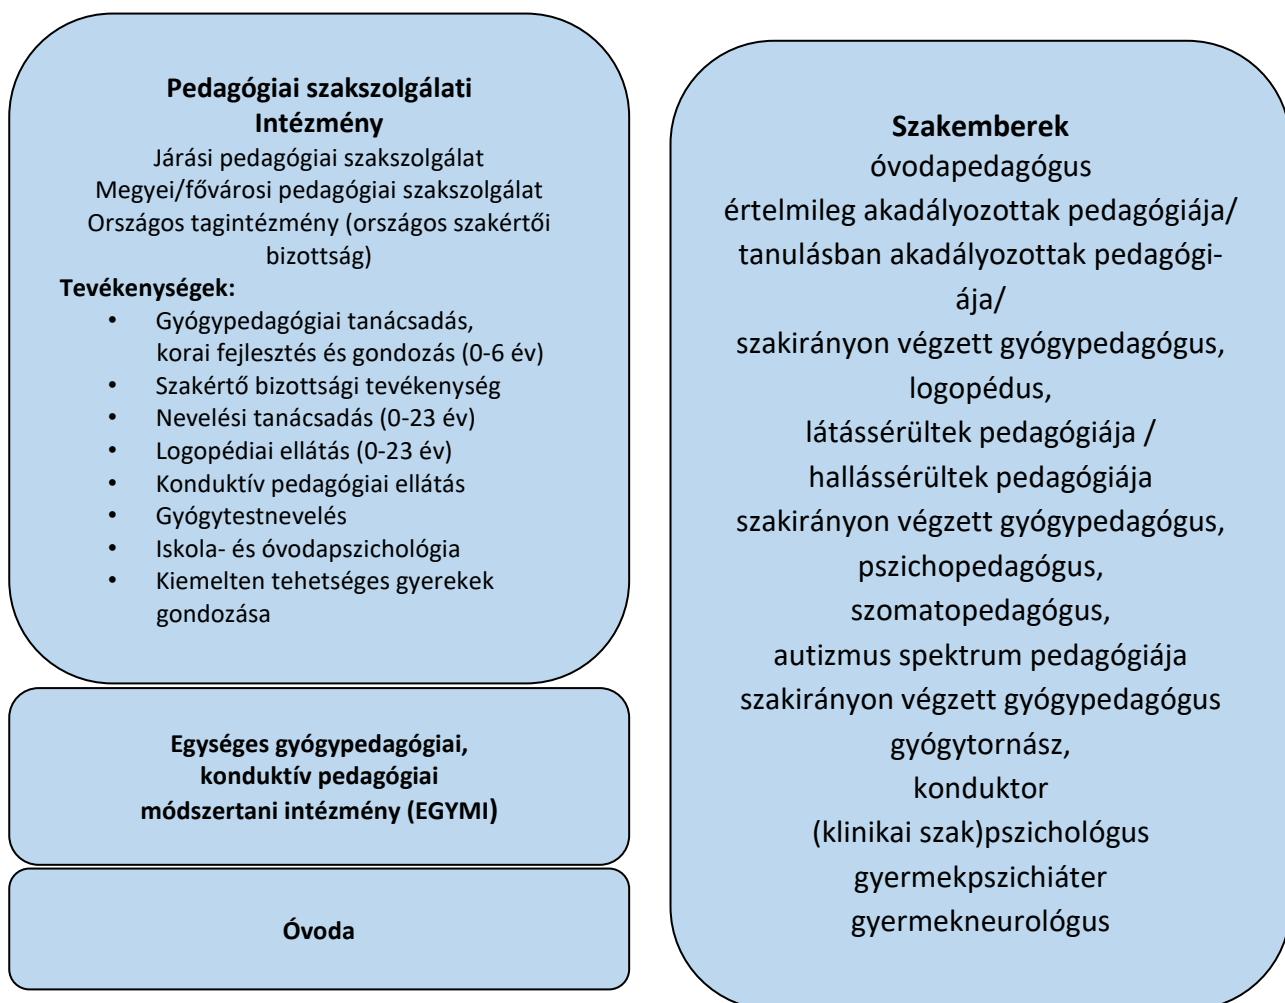 Pedagógiai szakszolgálati
Intézmény
Járási pedagógiai szakszolgálat
Megyei/fővárosi pedagógiai szakszolgálat
Országos tagintézmény (országos szakértői
bizottság)
Tevékenységek:
• Gyógypedagógiai tanácsadás,
korai fejlesztés és gondozás (0-6 év)
• Szakértő bizottsági tevékenység
• Nevelési tanácsadás (0-23 év)
• Logopédiai ellátás (0-23 év)
• Konduktív pedagógiai ellátás
• Gyógytestnevelés
• Iskola- és óvodapszichológia
• Kiemelten tehetséges gyerekek
gondozása
Egységes gyógypedagógiai,
konduktív pedagógiai
módszertani intézmény (EGYMI)
Óvoda
Szakemberek
óvodapedagógus
értelmileg akadályozottak pedagógiája/
tanulásban akadályozottak pedagógi-
ája/
szakirányon végzett gyógypedagógus,
logopédus,
látássérültek pedagógiája /
hallássérültek pedagógiája
szakirányon végzett gyógypedagógus,
pszichopedagógus,
szomatopedagógus,
autizmus spektrum pedagógiája
szakirányon végzett gyógypedagógus
gyógytornász,
konduktor
(klinikai szak)pszichológus
gyermekpszichiáter
gyermekneurológus